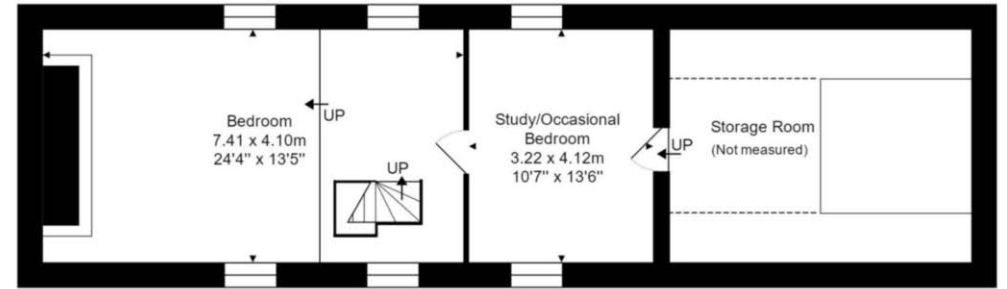 Bedroom
7.41 x 4.10m
24'4" x 13'5"
UP
UP
Study/Occasional
Bedroom
3.22 x 4.12m
10'7" x 13'6"
UP
Storage Room
(Not measured)